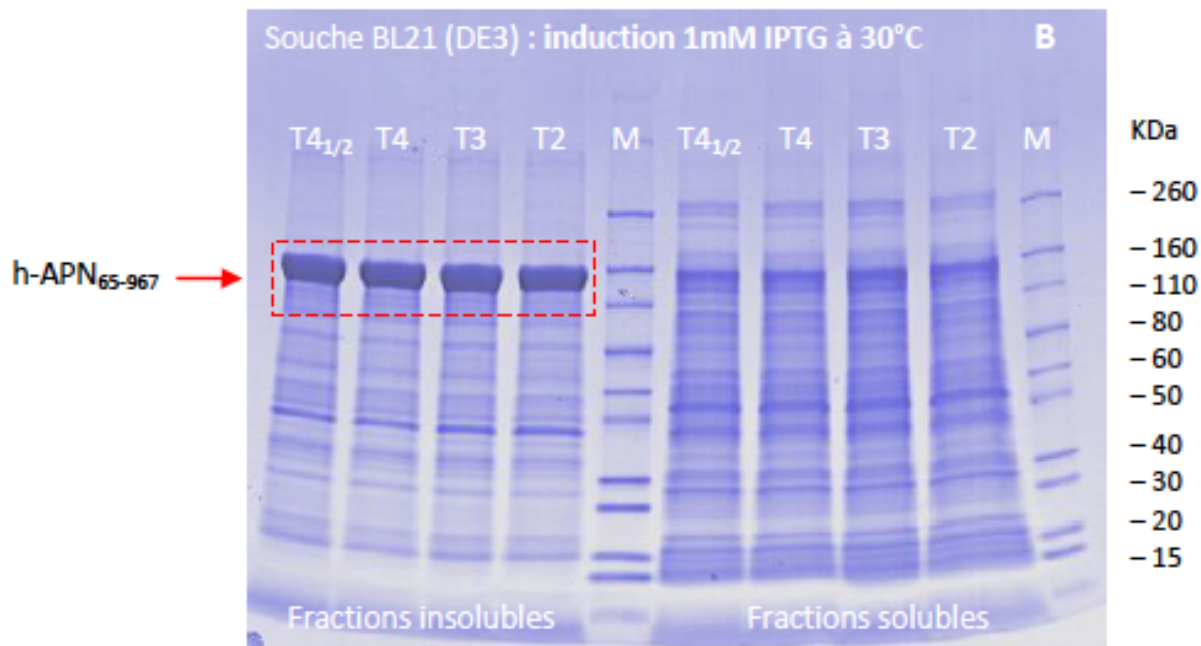 Souche BL21 (DE3) : induction 1mM IPTG à 30°C B
T4₁/₂ T4 T3 T2 M T4₁/₂ T4 T3 T2 M KDa
– 260
– 160
h-APN₆₅₋₉₆₇
– 110
– 80
– 60
– 50
– 40
– 30
– 20
– 15
Fractions insolubles Fractions solubles